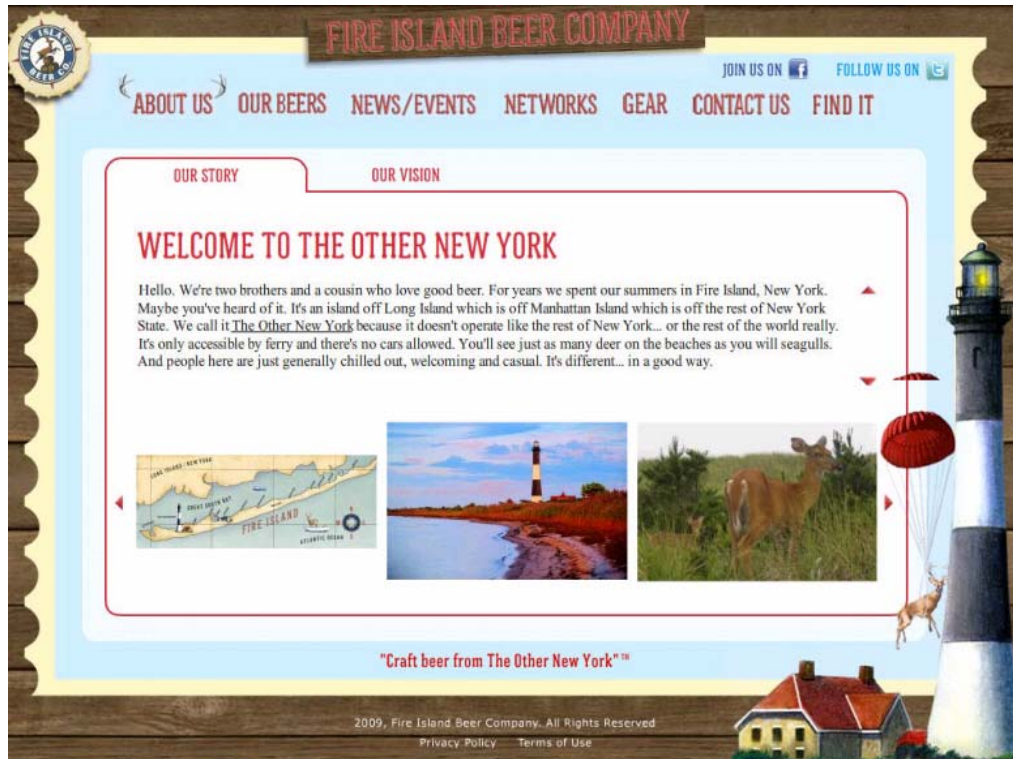 FIRE ISLAND BEER COMPANY
FIRE ISLAND
BEER CO.
JOIN US ON
FOLLOW US ON
ABOUT US OUR BEERS NEWS/EVENTS NETWORKS GEAR CONTACT US FIND IT
OUR STORY OUR VISION
WELCOME TO THE OTHER NEW YORK
Hello. We're two brothers and a cousin who love good beer. For years we spent our summers in Fire Island, New York.
Maybe you've heard of it. It's an island off Long Island which is off Manhattan Island which is off the rest of New York
State. We call it The Other New York because it doesn't operate like the rest of New York... or the rest of the world really.
It's only accessible by ferry and there's no cars allowed. You'll see just as many deer on the beaches as you will seagulls.
And people here are just generally chilled out, welcoming and casual. It's different... in a good way.
LONG ISLAND - NEW YORK
GREAT SOUTH BAY
FIRE ISLAND
ATLANTIC OCEAN
"Craft beer from The Other New York" ™
2009, Fire Island Beer Company. All Rights Reserved
Privacy Policy Terms of Use